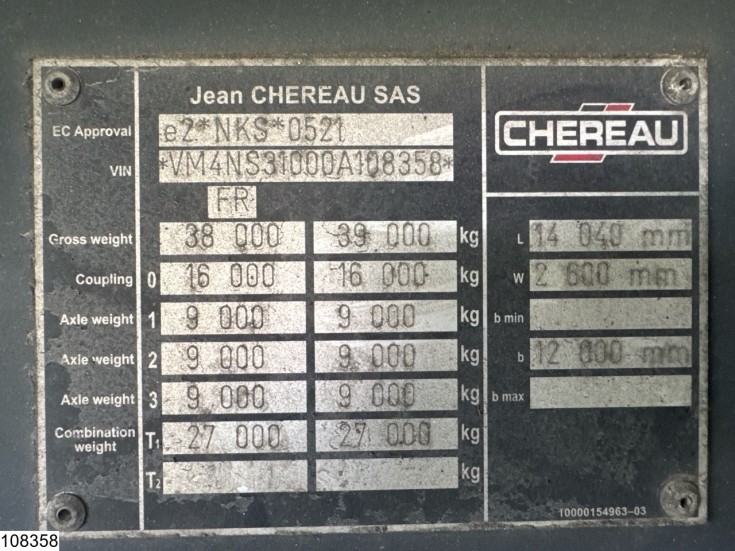 Jean CHEREAU SAS
CHEREAU
EC Approval e2*NKS*0521
VIN *VM4NS31000A108358*
FR
Gross weight 38 000 39 000 kg
Coupling 0 16 000 16 000 kg
Axle weight 1 9 000 9 000 kg
Axle weight 2 9 000 9 000 kg
Axle weight 3 9 000 9 000 kg
Combination
weight T1 27 000 27 000 kg
T2 kg
L 14 040 mm
W 2 600 mm
b min
b 12 000 mm
b max
10000154963-03
108358